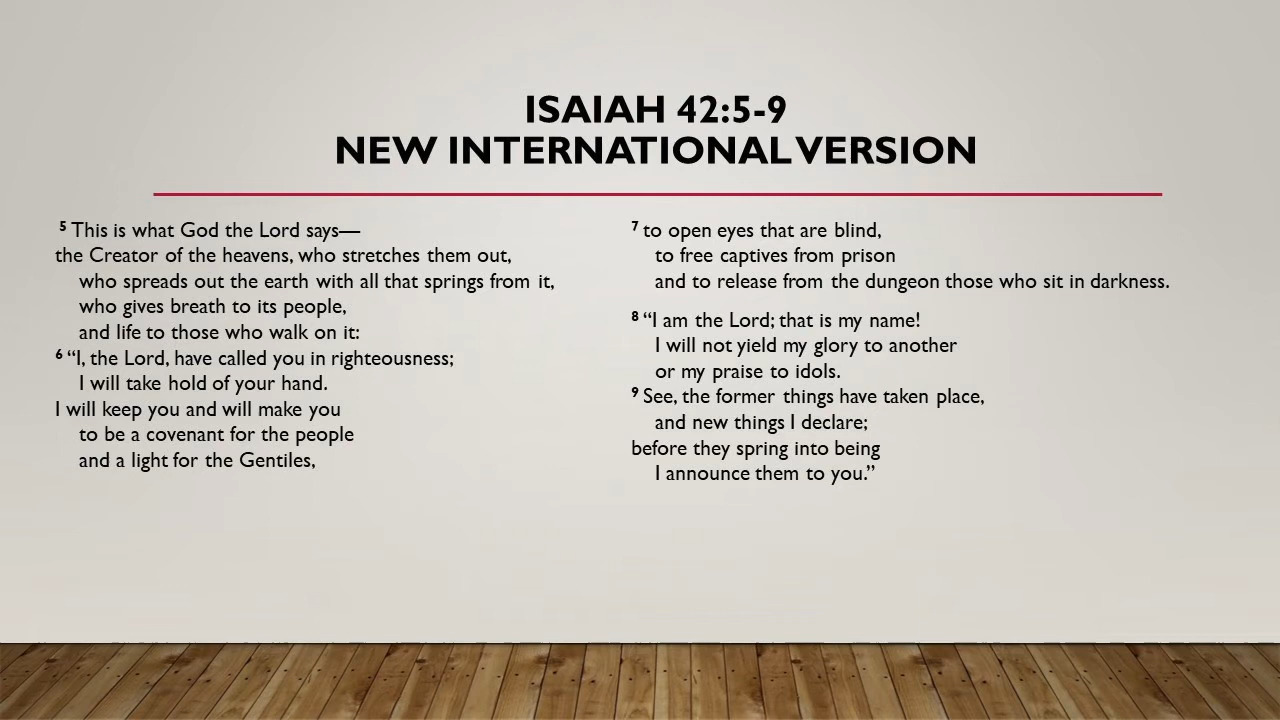 ISAIAH 42:5-9
NEW INTERNATIONAL VERSION
5 This is what God the Lord says—
the Creator of the heavens, who stretches them out,
who spreads out the earth with all that springs from it,
who gives breath to its people,
and life to those who walk on it:
6 “I, the Lord, have called you in righteousness;
I will take hold of your hand.
I will keep you and will make you
to be a covenant for the people
and a light for the Gentiles,
7 to open eyes that are blind,
to free captives from prison
and to release from the dungeon those who sit in darkness.
8 “I am the Lord; that is my name!
I will not yield my glory to another
or my praise to idols.
9 See, the former things have taken place,
and new things I declare;
before they spring into being
I announce them to you.”